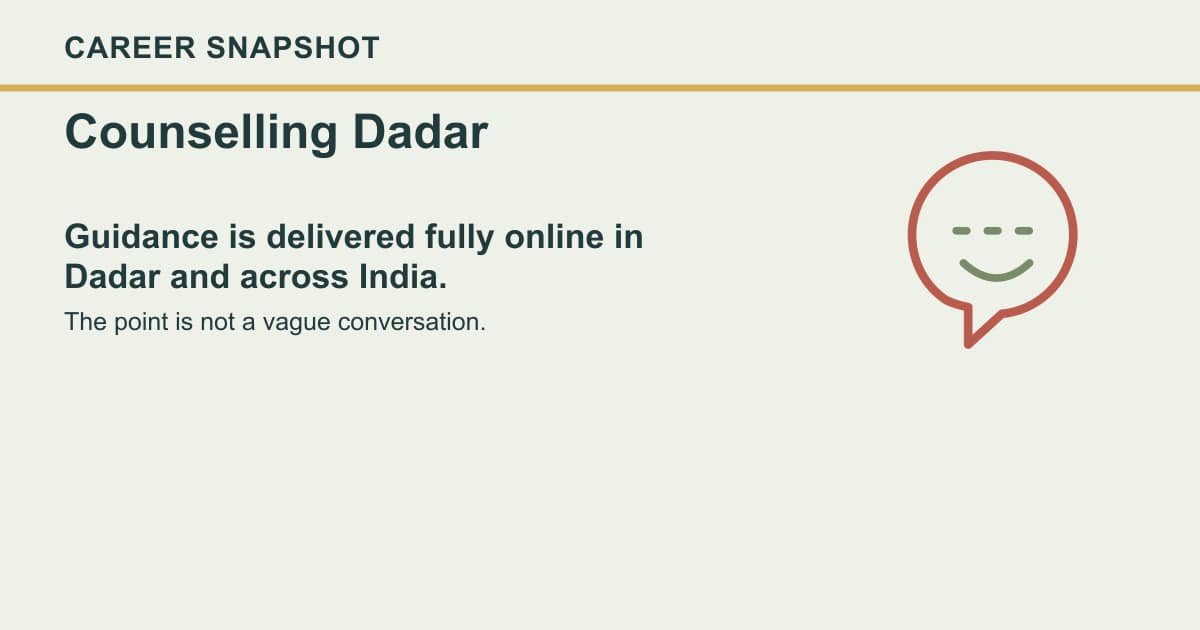 CAREER SNAPSHOT
Counselling Dadar
Guidance is delivered fully online in
Dadar and across India.
The point is not a vague conversation.